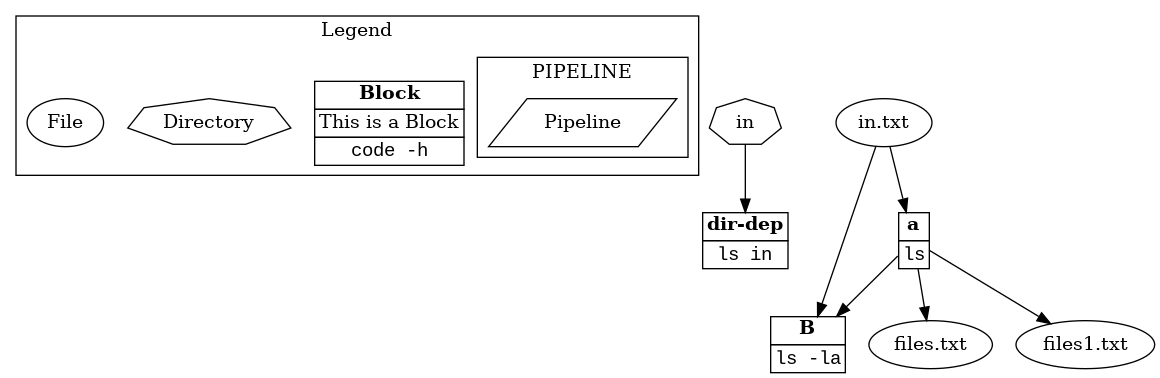 Legend
PIPELINE
File
Directory
Block
This is a Block
code -h
Pipeline
in
in.txt
dir-dep
ls in
a
ls
B
ls -la
files.txt
files1.txt